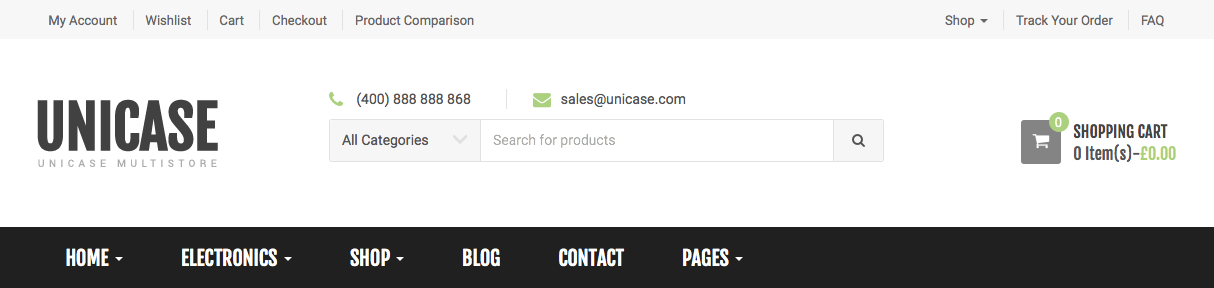 My Account Wishlist Cart Checkout Product Comparison Shop Track Your Order FAQ
(400) 888 888 868 sales@unicase.com
UNICASE
UNICASE MULTISTORE
All Categories Search for products
0
SHOPPING CART
0 Item(s)-£0.00
HOME ELECTRONICS SHOP BLOG CONTACT PAGES